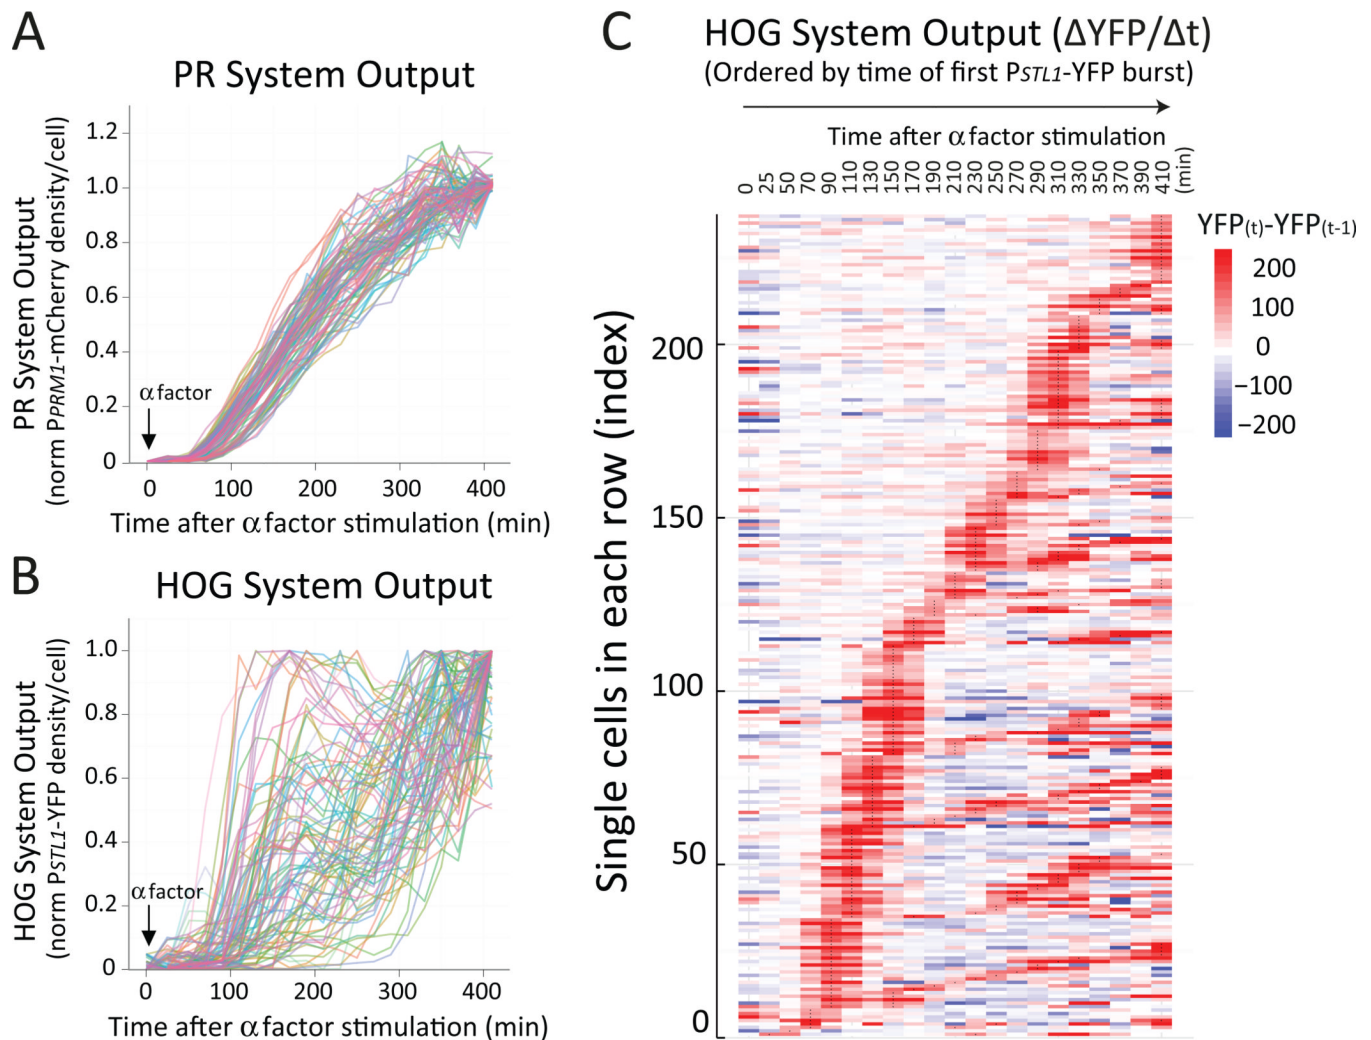 A
PR System Output
PR System Output
(norm PPRM1-mCherry density/cell)
1.2
1.0
0.8
0.6
0.4
0.2
0
α factor
0 100 200 300 400
Time after α factor stimulation (min)
B
HOG System Output
HOG System Output
(norm PSTL1-YFP density/cell)
1.0
0.8
0.6
0.4
0.2
0
α factor
0 100 200 300 400
Time after α factor stimulation (min)
C
HOG System Output (ΔYFP/Δt)
(Ordered by time of first PSTL1-YFP burst)
Time after α factor stimulation
0 25 50 70 90 110 130 150 170 190 210 230 250 270 290 310 330 350 370 390 410 (min)
Single cells in each row (index)
200
150
100
50
0
YFP(t)-YFP(t-1)
200
100
0
−100
−200